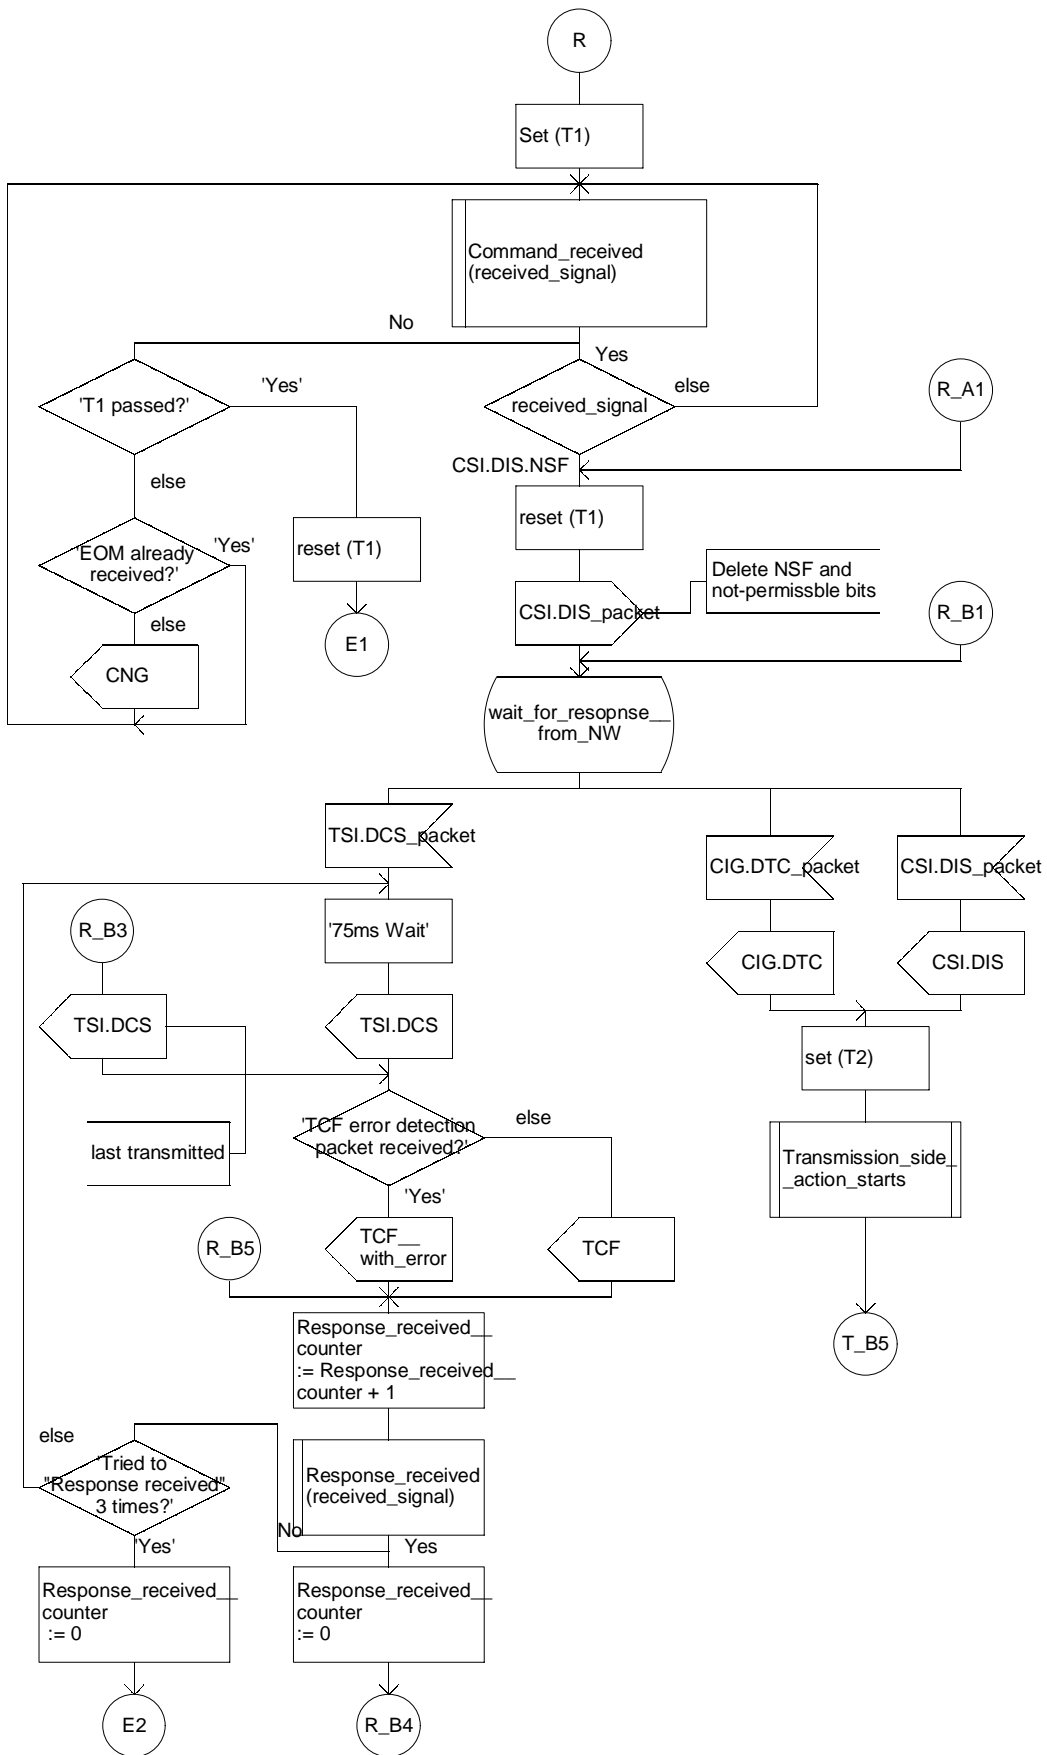 R
Set (T1)
Command_received
(received_signal)
No
Yes
'T1 passed?'
'Yes'
received_signal
else
R_A1
CSI.DIS.NSF
else
reset (T1)
'EOM already
received?'
'Yes'
reset (T1)
Delete NSF and
not-permissble bits
CSI.DIS_packet
R_B1
else
E1
CNG
wait_for_resopnse__
from_NW
TSI.DCS_packet
CIG.DTC_packet
CSI.DIS_packet
R_B3
'75ms Wait'
CIG.DTC
CSI.DIS
TSI.DCS
TSI.DCS
set (T2)
'TCF error detection
packet received?'
else
last transmitted
Transmission_side_
_action_starts
'Yes'
R_B5
TCF__
with_error
TCF
Response_received__
counter
:= Response_received__
counter + 1
T_B5
else
'Tried to
"Response received"
3 times?'
Response_received
(received_signal)
No
'Yes'
Yes
Response_received__
counter
:= 0
Response_received__
counter
:= 0
E2
R_B4